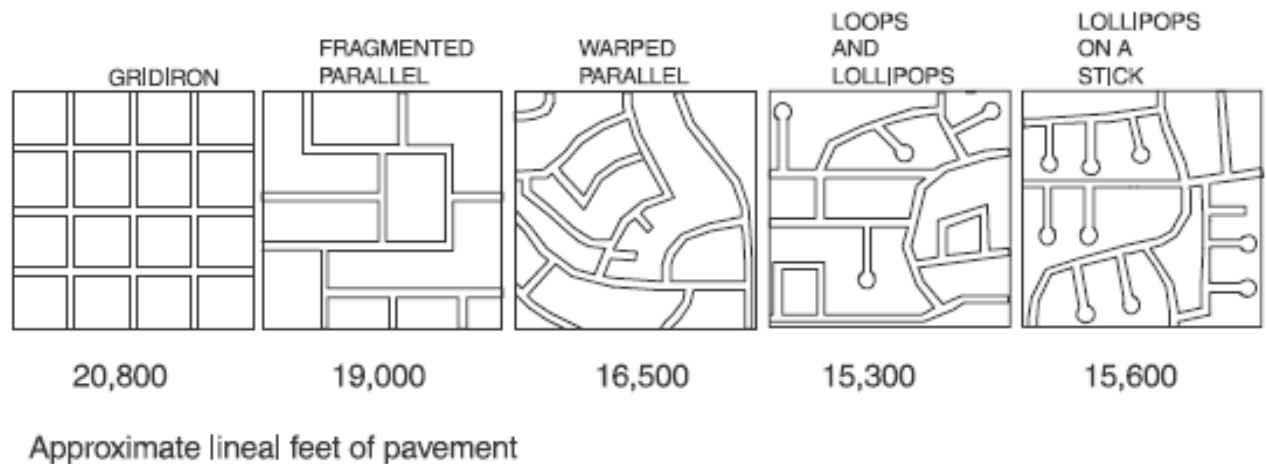 GRIDIRON
FRAGMENTED
PARALLEL
WARPED
PARALLEL
LOOPS
AND
LOLLIPOPS
LOLLIPOPS
ON A
STICK
20,800
19,000
16,500
15,300
15,600
Approximate lineal feet of pavement